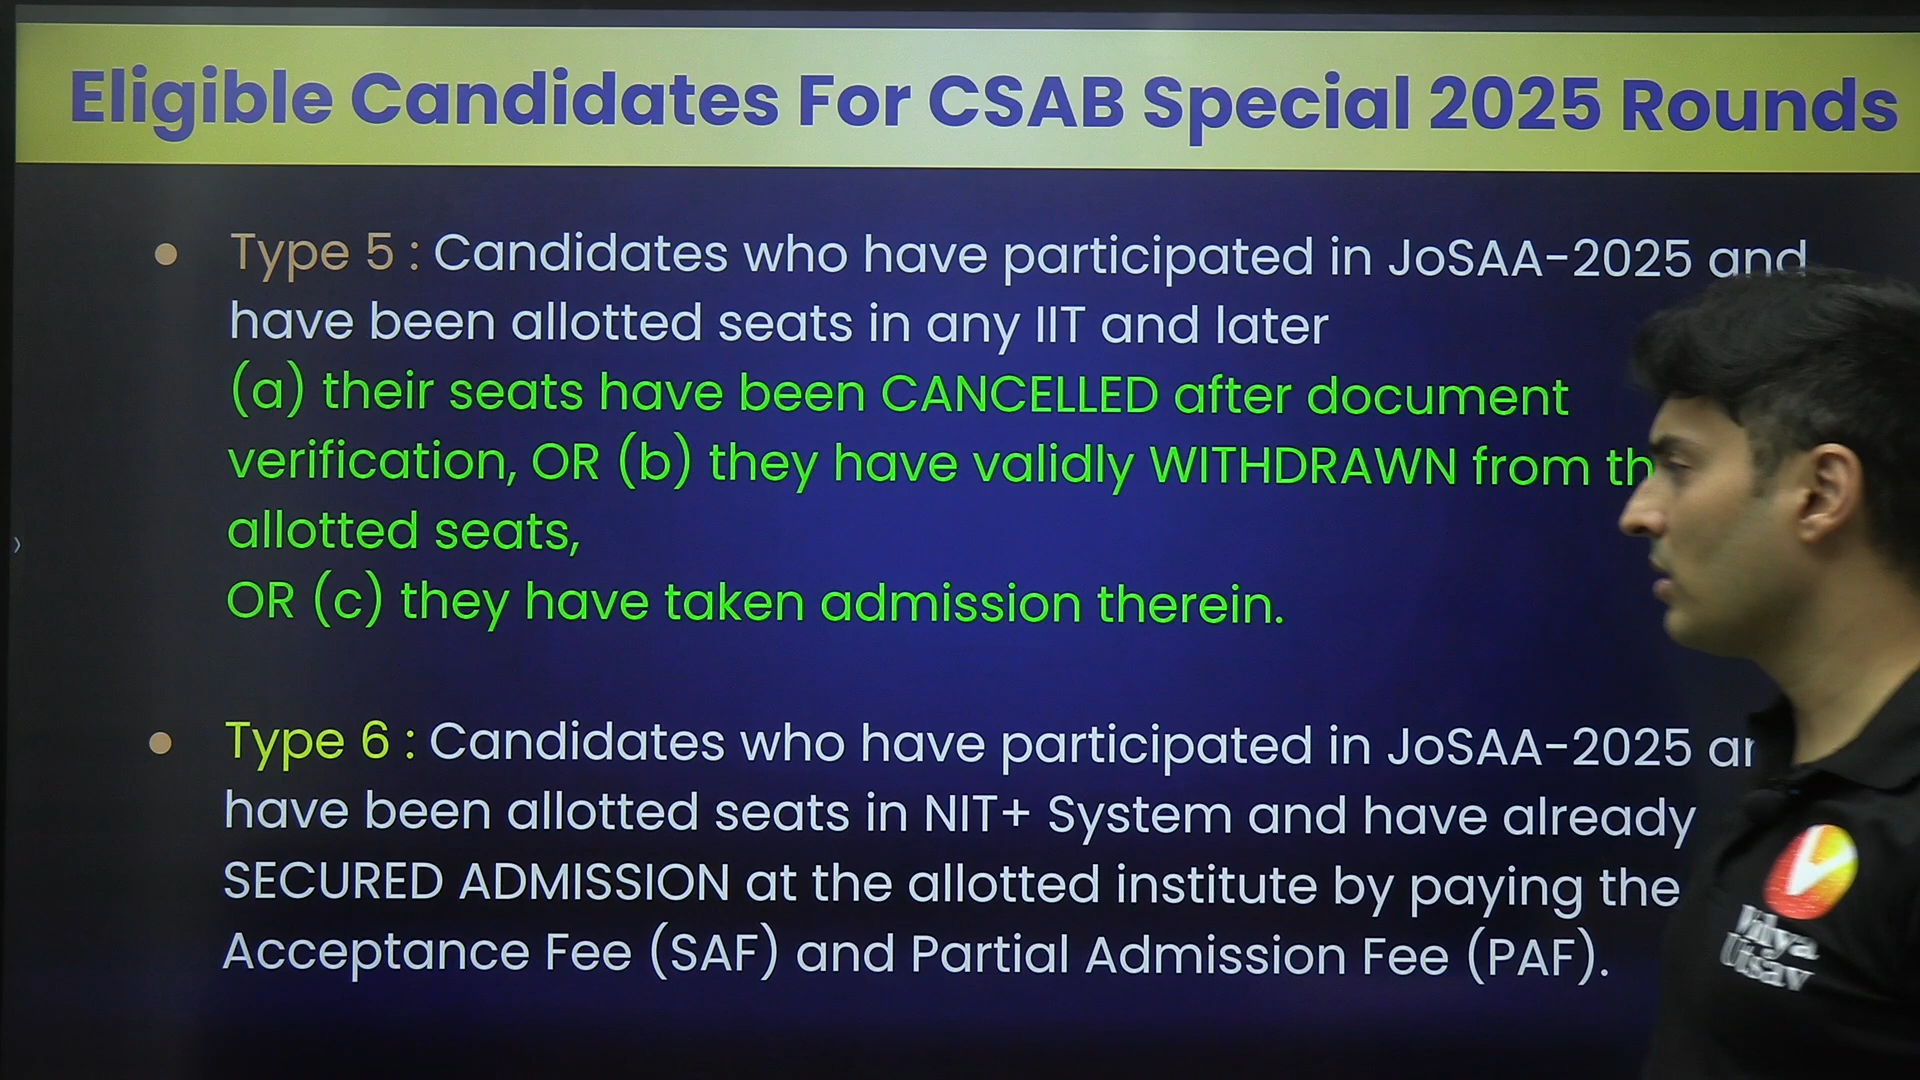 Eligible Candidates For CSAB Special 2025 Rounds
• Type 5 : Candidates who have participated in JoSAA-2025 and
have been allotted seats in any IIT and later
(a) their seats have been CANCELLED after document
verification, OR (b) they have validly WITHDRAWN from
allotted seats,
OR (c) they have taken admission therein.
• Type 6 : Candidates who have participated in JoSAA-2025
have been allotted seats in NIT+ System and have already
SECURED ADMISSION at the allotted institute by paying the
Acceptance Fee (SAF) and Partial Admission Fee (PAF).
Vidya
Utsav